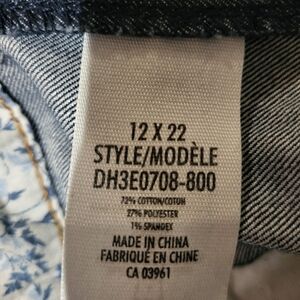 12 X 22
STYLE/MODÈLE
DH3E0708-800
72% COTTON/COTON
27% POLYESTER
1% SPANDEX
MADE IN CHINA
FABRIQUÉ EN CHINE
CA 03961